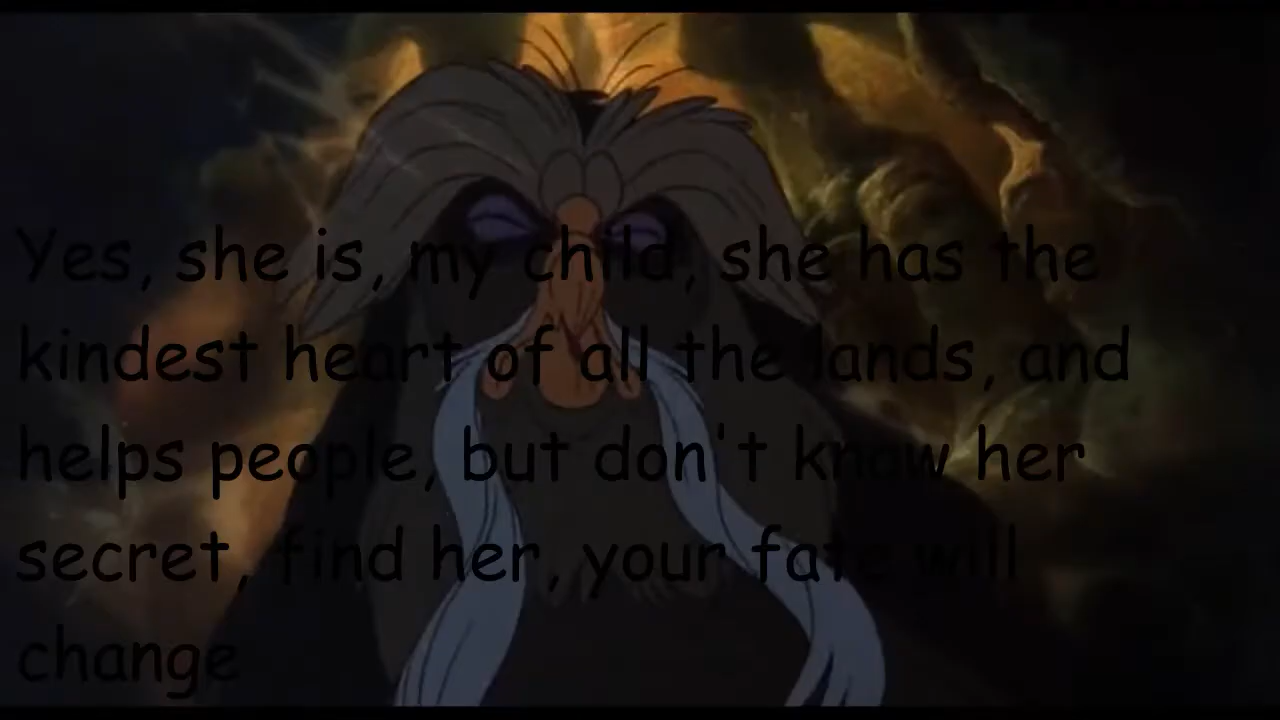 Yes, she is, my child, she has the
kindest heart of all the lands, and
helps people, but don't know her
secret, find her, your fate will
change